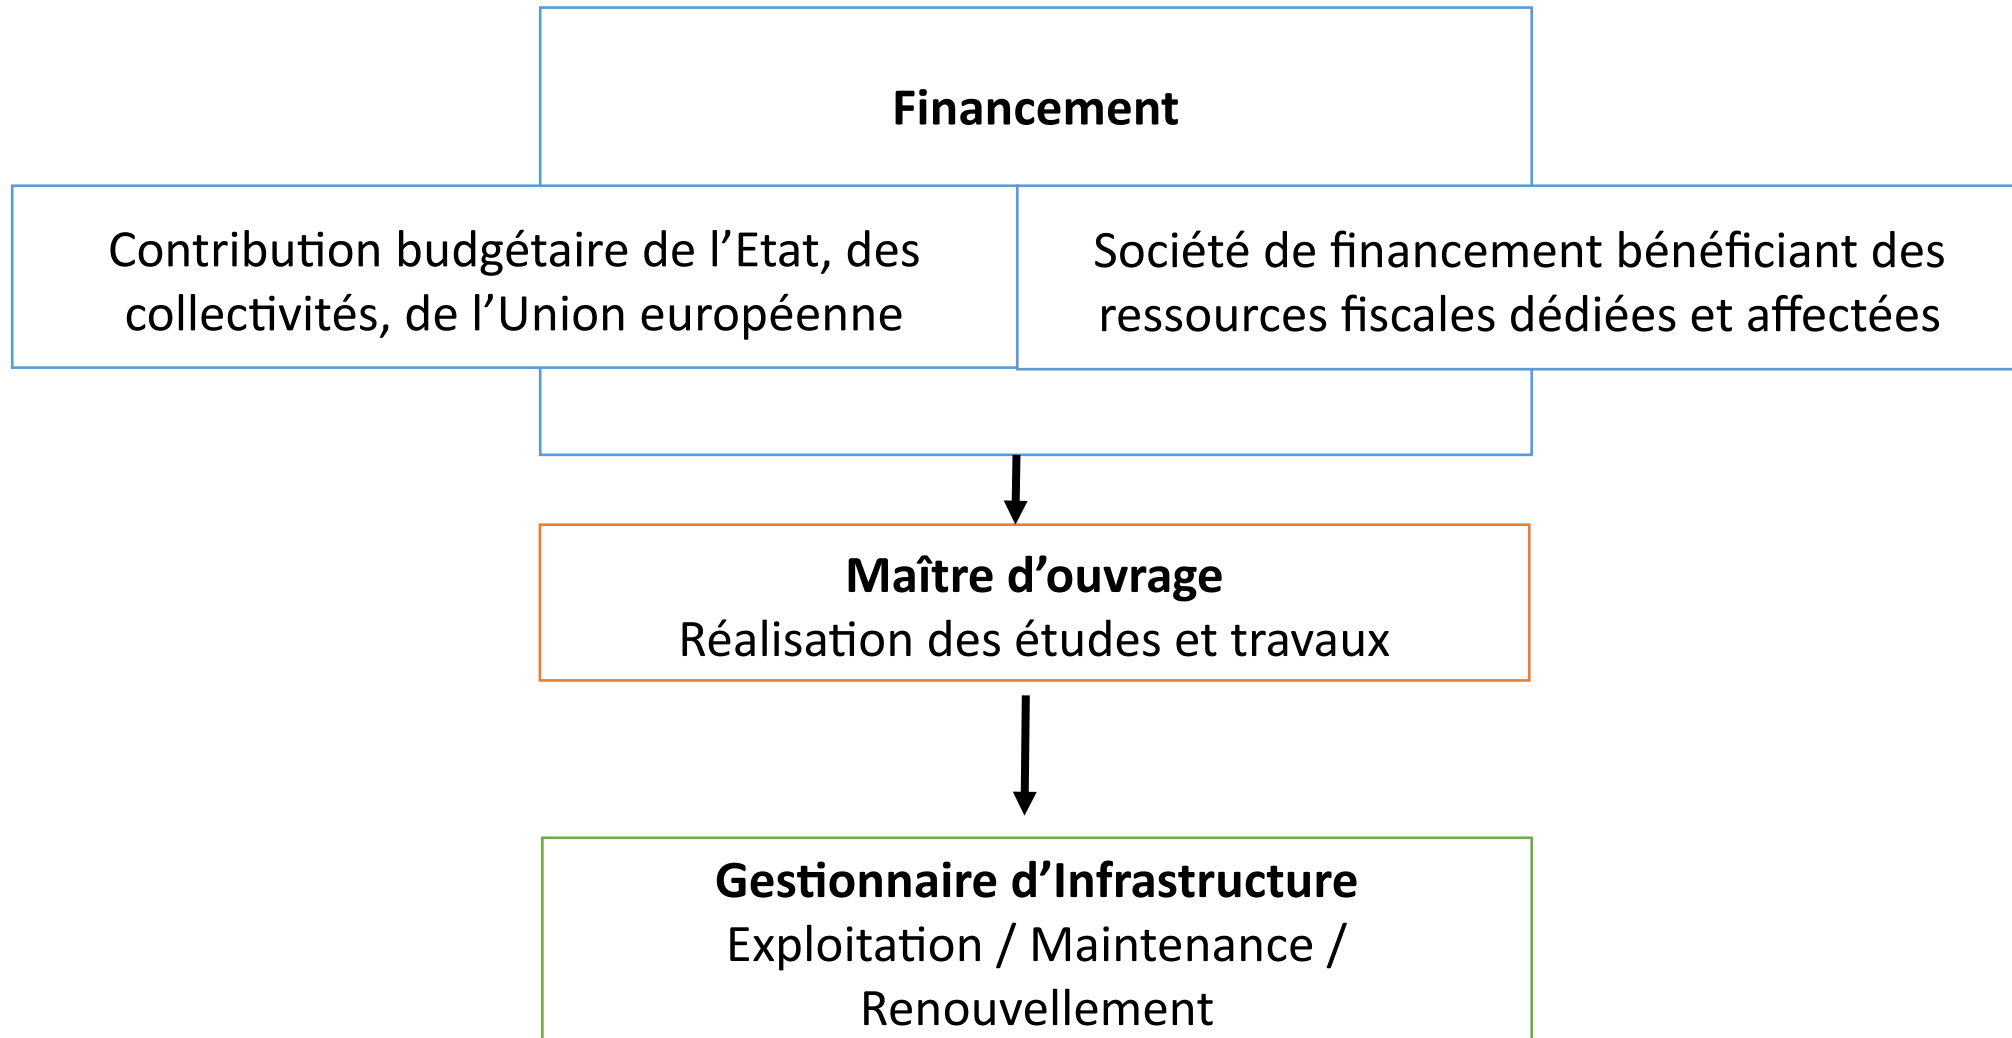 Financement
Contribution budgétaire de l’Etat, des
collectivités, de l’Union européenne
Société de financement bénéficiant des
ressources fiscales dédiées et affectées
Maître d’ouvrage
Réalisation des études et travaux
Gestionnaire d’Infrastructure
Exploitation / Maintenance /
Renouvellement